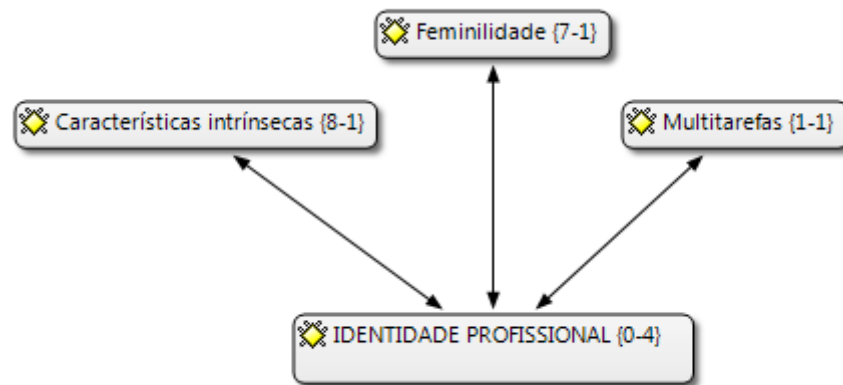 Feminilidade {7-1}
Características intrínsecas {8-1}
Multitarefas {1-1}
IDENTIDADE PROFISSIONAL {0-4}